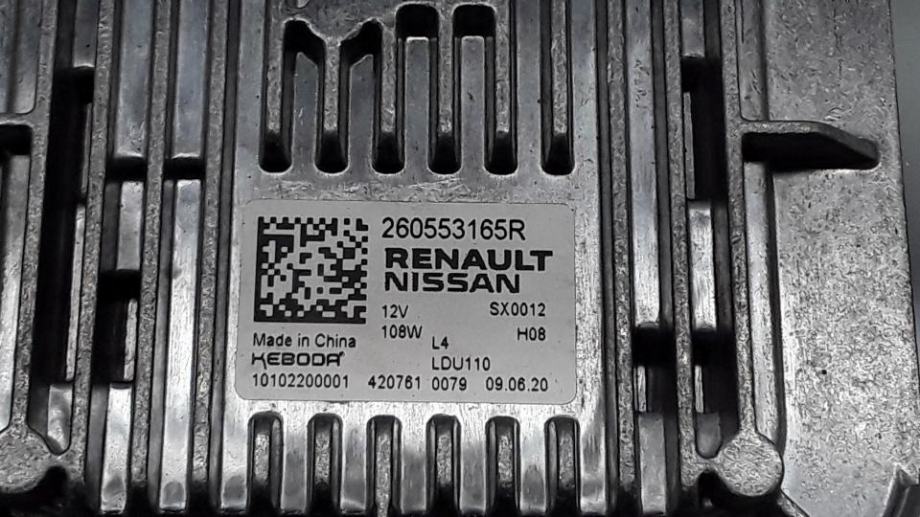 260553165R
RENAULT
NISSAN
12V SX0012
108W H08
Made in China L4
KEBODA LDU110
10102200001 420761 0079 09.06.20